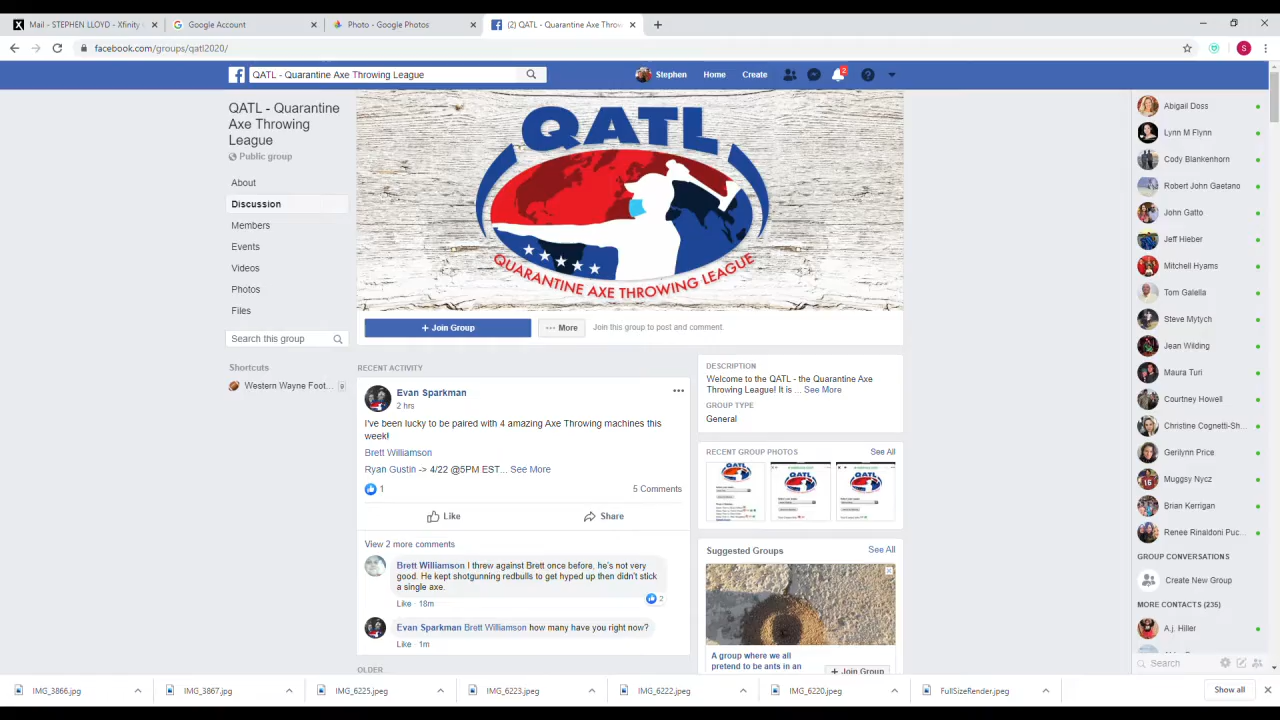 Mail - STEPHEN LLOYD - Xfinity
Google Account
Photo - Google Photos
(2) QATL - Quarantine Axe Throw
facebook.com/groups/qatl2020/
S
QATL - Quarantine Axe Throwing League
Stephen
Home
Create
2
QATL - Quarantine
Axe Throwing
League
Public group
About
Discussion
Members
Events
Videos
Photos
Files
Search this group
Shortcuts
Western Wayne Foot...
9
QATL
QUARANTINE AXE THROWING LEAGUE
+ Join Group
··· More
Join this group to post and comment.
RECENT ACTIVITY
Evan Sparkman
2 hrs
I've been lucky to be paired with 4 amazing Axe Throwing machines this
week!
Brett Williamson
Ryan Gustin -> 4/22 @5PM EST... See More
1
5 Comments
Like
Share
View 2 more comments
Brett Williamson I threw against Brett once before, he's not very
good. He kept shotgunning redbulls to get hyped up then didn't stick
a single axe.
2
Like · 18m
Evan Sparkman Brett Williamson how many have you right now?
Like · 1m
OLDER
DESCRIPTION
Welcome to the QATL - the Quarantine Axe
Throwing League! It is ... See More
GROUP TYPE
General
RECENT GROUP PHOTOS
See All
Suggested Groups
See All
A group where we all
pretend to be ants in an
+ Join Group
Abigail Doss
Lynn M Flynn
Cody Blankenhorn
Robert John Gaetano
John Gatto
Jeff Hieber
Mitchell Hyams
Tom Galella
Steve Mytych
Jean Wilding
Maura Turi
Courtney Howell
Christine Cognetti-Sh...
Gerilynn Price
Muggsy Nycz
Brian Kerrigan
Renee Rinaldoni Puc...
GROUP CONVERSATIONS
Create New Group
MORE CONTACTS (235)
A.j. Hiller
Search
IMG_3866.jpg
IMG_3867.jpg
IMG_6225.jpeg
IMG_6223.jpeg
IMG_6222.jpeg
IMG_6220.jpeg
FullSizeRender.jpeg
Show all